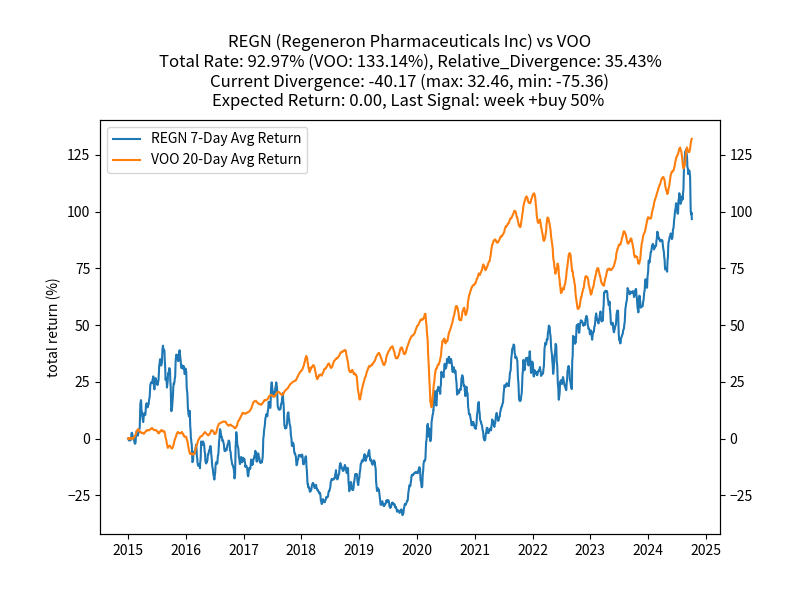 REGN (Regeneron Pharmaceuticals Inc) vs VOO
Total Rate: 92.97% (VOO: 133.14%), Relative_Divergence: 35.43%
Current Divergence: -40.17 (max: 32.46, min: -75.36)
Expected Return: 0.00, Last Signal: week +buy 50%
REGN 7-Day Avg Return
VOO 20-Day Avg Return
total return (%)
125
100
75
50
25
0
−25
125
100
75
50
25
0
−25
2015 2016 2017 2018 2019 2020 2021 2022 2023 2024 2025